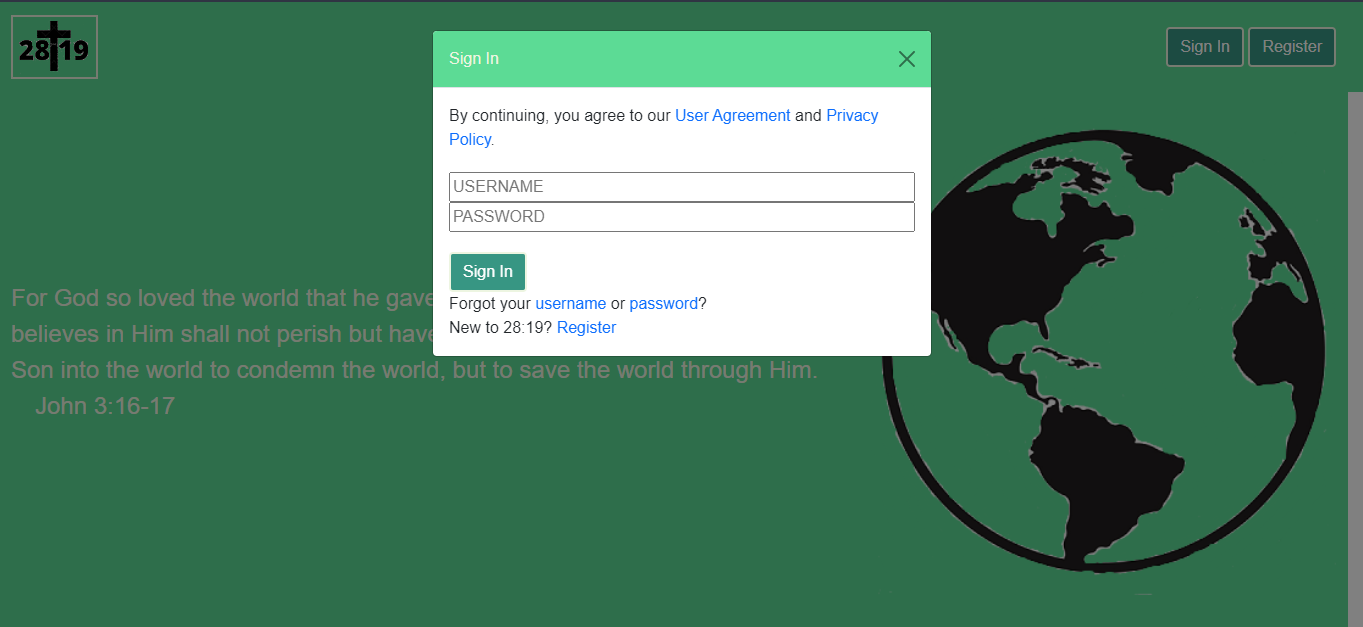 28 19
Sign In
Register
Sign In
By continuing, you agree to our User Agreement and Privacy
Policy.
USERNAME
PASSWORD
Sign In
Forgot your username or password?
New to 28:19? Register
For God so loved the world that he gave
believes in Him shall not perish but have
Son into the world to condemn the world, but to save the world through Him.
John 3:16-17